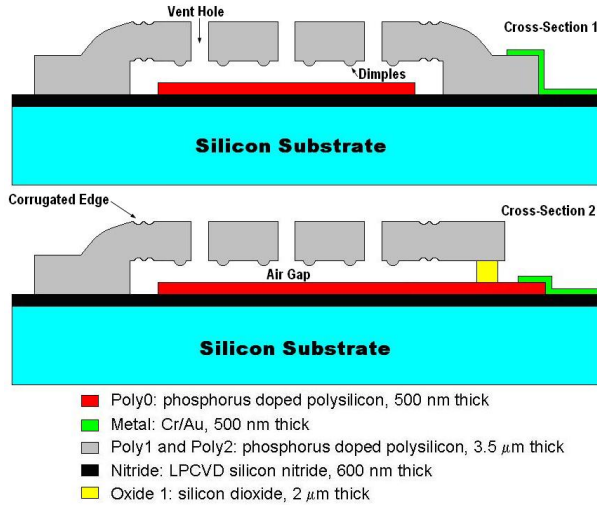 Vent Hole
Cross-Section 1
Dimples
Silicon Substrate
Corrugated Edge
Cross-Section 2
Air Gap
Silicon Substrate
Poly0: phosphorus doped polysilicon, 500 nm thick
Metal: Cr/Au, 500 nm thick
Poly1 and Poly2: phosphorus doped polysilicon, 3.5 μm thick
Nitride: LPCVD silicon nitride, 600 nm thick
Oxide 1: silicon dioxide, 2 μm thick